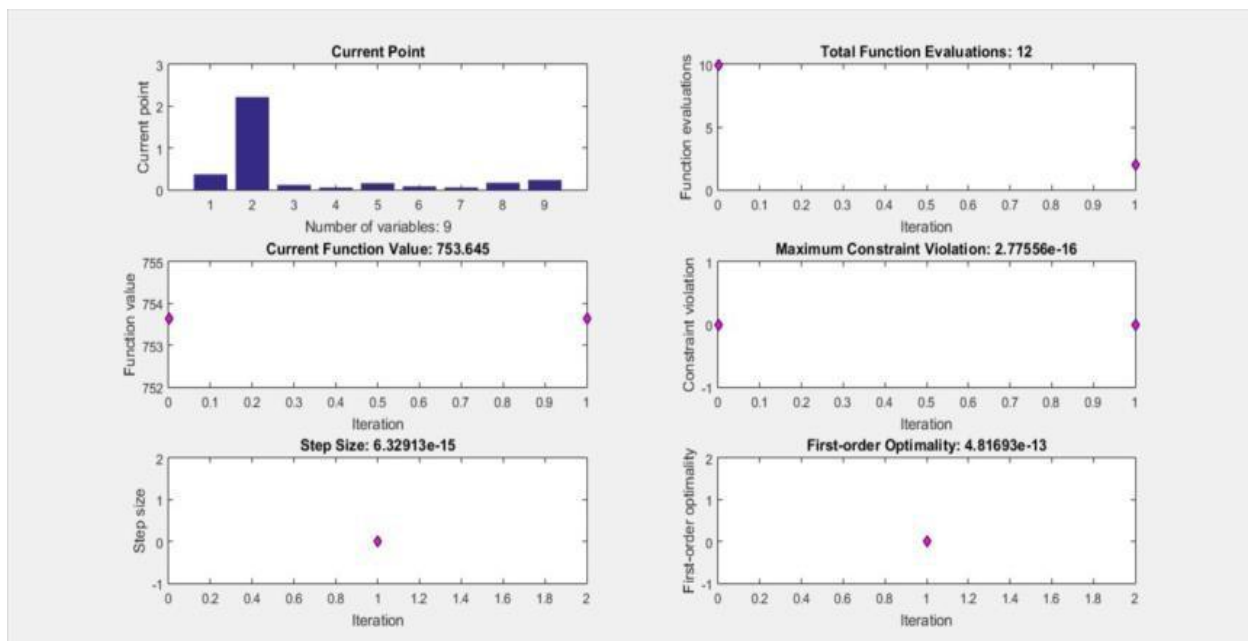 Current Point
3
2
1
0
Current point
1 2 3 4 5 6 7 8 9
Number of variables: 9
Total Function Evaluations: 12
10
5
0
Function evaluations
0 0.1 0.2 0.3 0.4 0.5 0.6 0.7 0.8 0.9 1
Iteration
Current Function Value: 753.645
755
754
753
752
Function value
0 0.1 0.2 0.3 0.4 0.5 0.6 0.7 0.8 0.9 1
Iteration
Maximum Constraint Violation: 2.77556e-16
1
0
-1
Constraint violation
0 0.1 0.2 0.3 0.4 0.5 0.6 0.7 0.8 0.9 1
Iteration
Step Size: 6.32913e-15
2
1
0
-1
Step size
0 0.2 0.4 0.6 0.8 1 1.2 1.4 1.6 1.8 2
Iteration
First-order Optimality: 4.81693e-13
2
1
0
-1
First-order optimality
0 0.2 0.4 0.6 0.8 1 1.2 1.4 1.6 1.8 2
Iteration